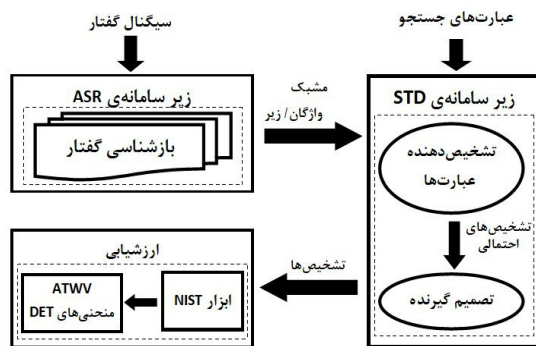 سیگنال گفتار
عبارت‌های جستجو
زیر سامانه‌ی ASR
بازشناسی گفتار
مشبک
واژگان/ زیر
زیر سامانه‌ی STD
تشخیص‌دهنده
عبارت‌ها
تشخیص‌های
احتمالی
تصمیم گیرنده
تشخیص‌ها
ارزشیابی
ابزار NIST
ATWV
منحنی‌های DET